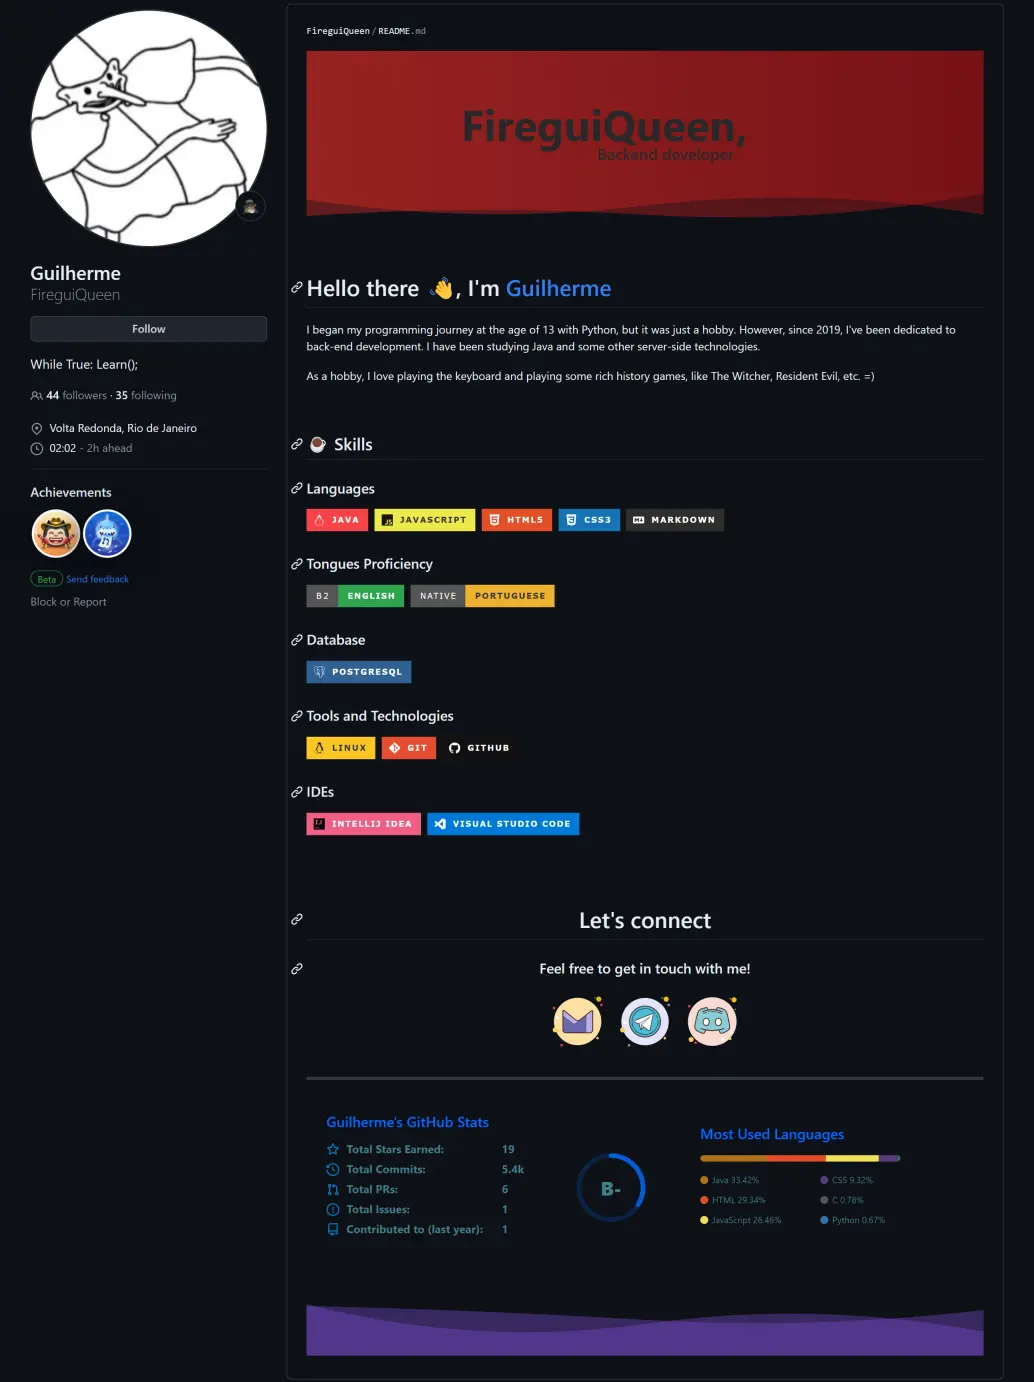 Guilherme
FireguiQueen
Follow
While True: Learn();
44 followers · 35 following
Volta Redonda, Rio de Janeiro
02:02 - 2h ahead
Achievements
Beta Send feedback
Block or Report
FireguiQueen / README.md
FireguiQueen,
Backend developer
Hello there 👋, I'm Guilherme
I began my programming journey at the age of 13 with Python, but it was just a hobby. However, since 2019, I've been dedicated to
back-end development. I have been studying Java and some other server-side technologies.
As a hobby, I love playing the keyboard and playing some rich history games, like The Witcher, Resident Evil, etc. =)
☕ Skills
Languages
JAVA JS JAVASCRIPT HTML5 CSS3 MARKDOWN
Tongues Proficiency
B2 ENGLISH NATIVE PORTUGUESE
Database
POSTGRESQL
Tools and Technologies
LINUX GIT GITHUB
IDEs
IJ INTELLIJ IDEA VISUAL STUDIO CODE
Let's connect
Feel free to get in touch with me!
Guilherme's GitHub Stats
Total Stars Earned: 19
Total Commits: 5.4k
Total PRs: 6
Total Issues: 1
Contributed to (last year): 1
B-
Most Used Languages
Java 33.42% CSS 9.32%
HTML 29.34% C 0.78%
JavaScript 26.46% Python 0.67%